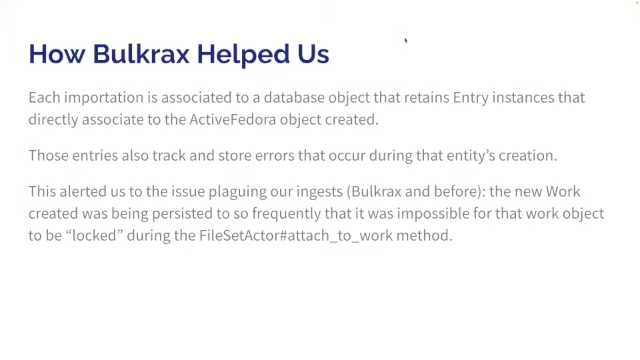 How Bulkrax Helped Us
Each importation is associated to a database object that retains Entry instances that
directly associate to the ActiveFedora object created.
Those entries also track and store errors that occur during that entity's creation.
This alerted us to the issue plaguing our ingests (Bulkrax and before): the new Work
created was being persisted to so frequently that it was impossible for that work object
to be “locked” during the FileSetActor#attach_to_work method.